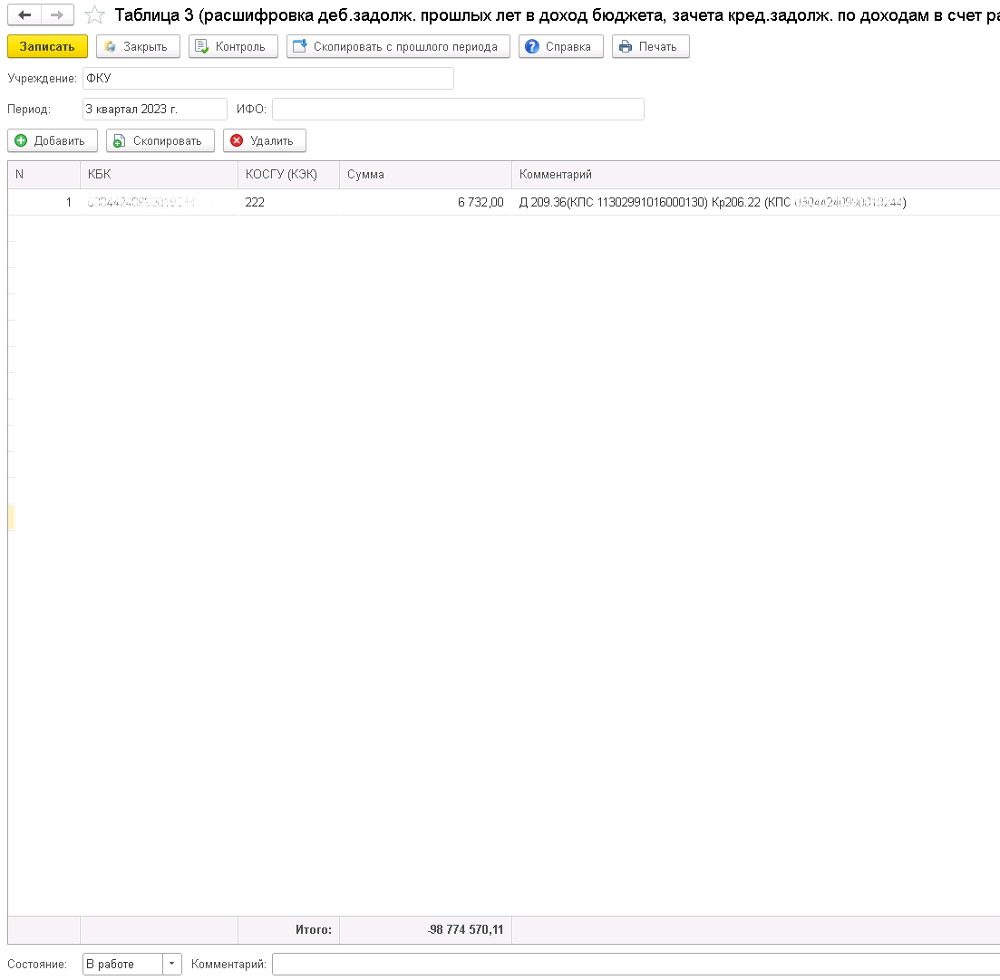 Таблица 3 (расшифровка деб.задолж. прошлых лет в доход бюджета, зачета кред.задолж. по доходам в счет
Записать Закрыть Контроль Скопировать с прошлого периода Справка Печать
Учреждение: ФКУ
Период: 3 квартал 2023 г. ИФО:
Добавить Скопировать Удалить
N КБК КОСГУ (КЭК) Сумма Комментарий
1 222 6 732,00 Д 209.36(КПС 11302991016000130) Кр206.22 (КПС
Итого: -98 774 570,11
Состояние: В работе Комментарий: